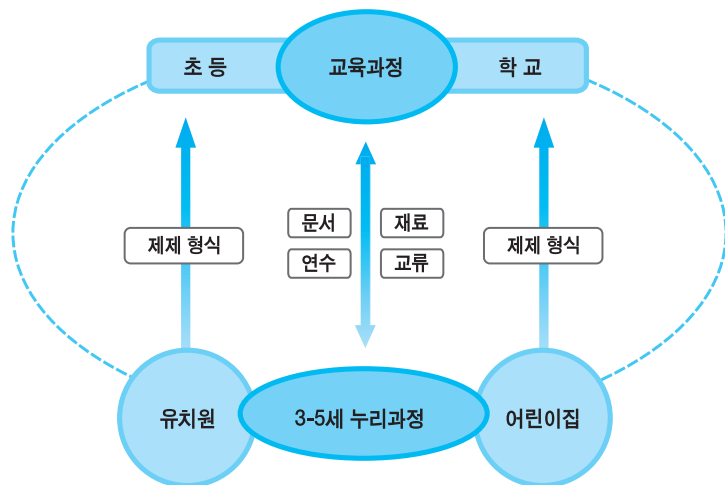 초 등 교육과정 학 교
문서 재료
제제 형식 제제 형식
연수 교류
유치원 3-5세 누리과정 어린이집